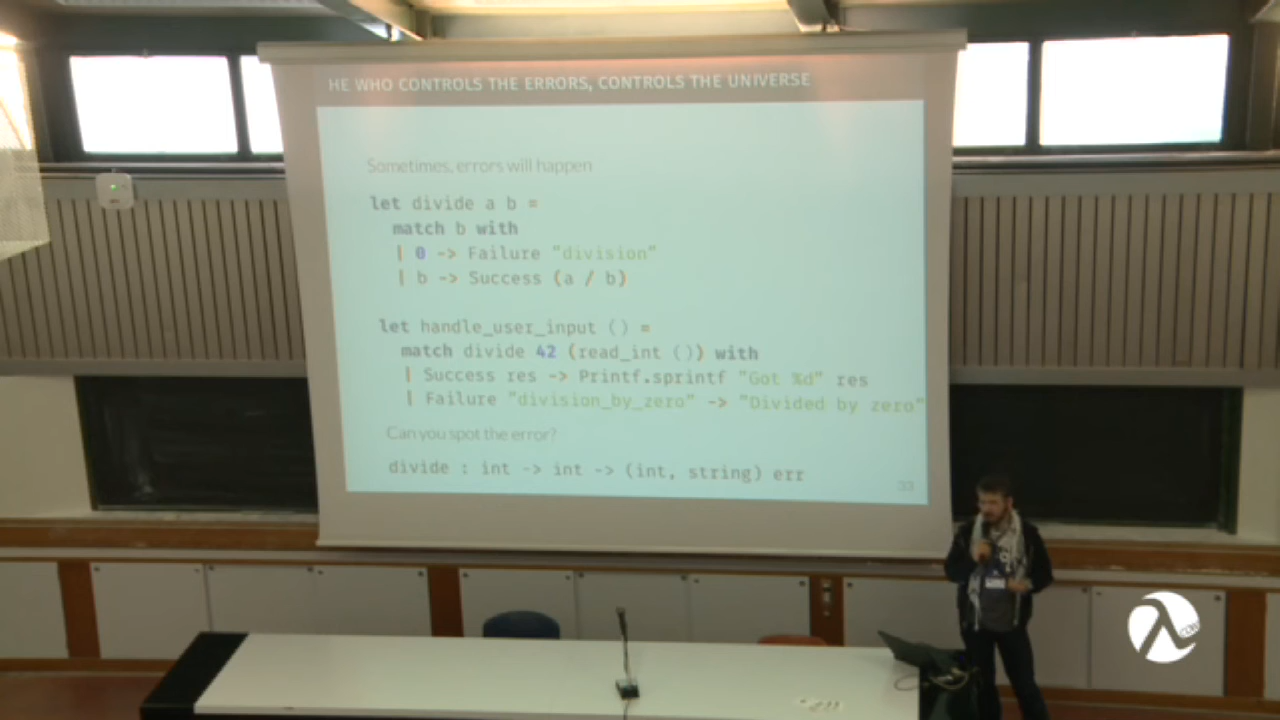 HE WHO CONTROLS THE ERRORS, CONTROLS THE UNIVERSE
Sometimes, errors will happen
let divide a b =
match b with
| 0 -> Failure "division"
| b -> Success (a / b)
let handle_user_input () =
match divide 42 (read_int ()) with
| Success res -> Printf.sprintf "Got %d" res
| Failure "division_by_zero" -> "Divided by zero"
Can you spot the error?
divide : int -> int -> (int, string) err
33
λ